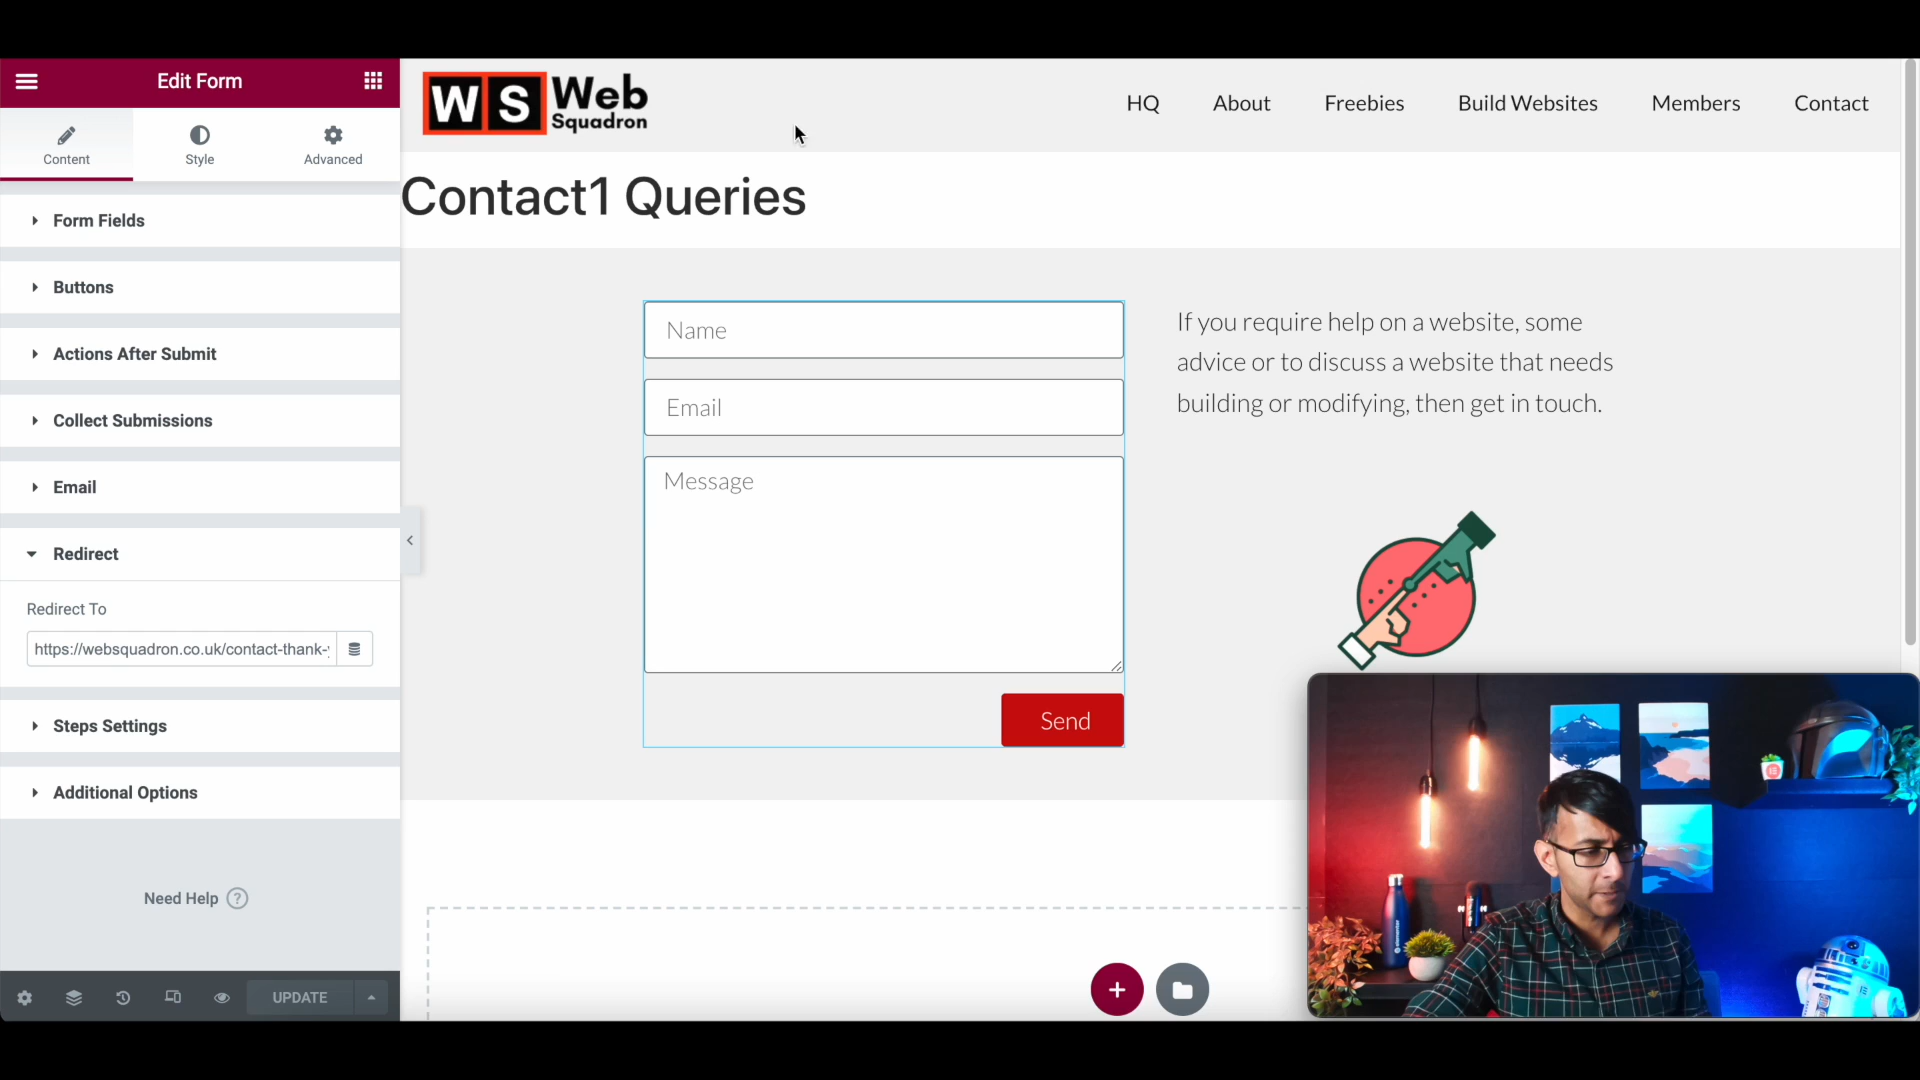 Edit Form
Content
Style
Advanced
Form Fields
Buttons
Actions After Submit
Collect Submissions
Email
Redirect
Redirect To
https://websquadron.co.uk/contact-thank-
Steps Settings
Additional Options
Need Help ?
UPDATE
WS Web Squadron
HQ
About
Freebies
Build Websites
Members
Contact
Contact1 Queries
Name
Email
Message
Send
If you require help on a website, some
advice or to discuss a website that needs
building or modifying, then get in touch.